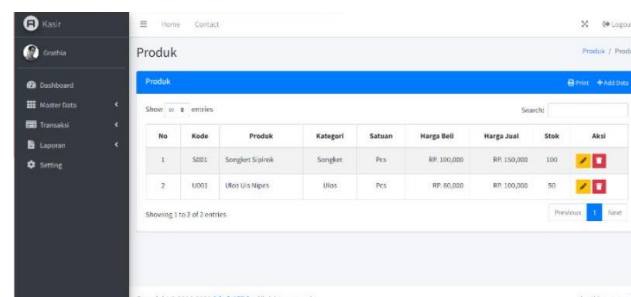 Kasir
Home Contact
Grathia
Produk
Produk /
Dashboard
Master Data
Transaksi
Laporan
Setting
Produk
Print Add Data
Show 10 entries
Search:
No Kode Produk Kategori Satuan Harga Beli Harga Jual Stok Aksi
1 S001 Songket Sipirok Songket Pcs RP. 100,000 RP. 150,000 100
2 U001 Ulos Uis Nipes Ulos Pcs RP. 80,000 RP. 100,000 50
Showing 1 to 2 of 2 entries
Previous 1 Next